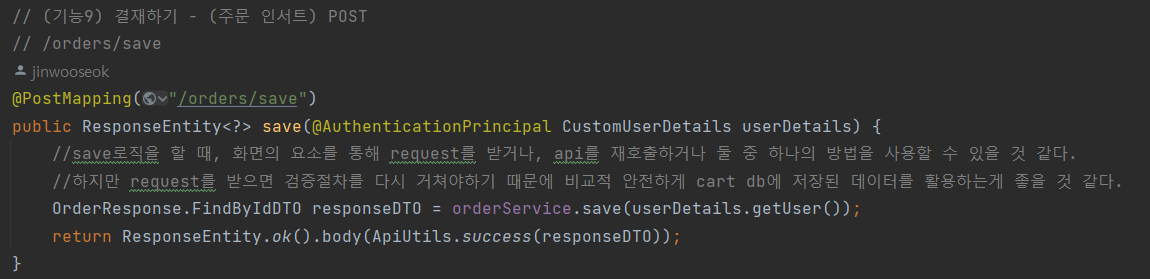 // (기능9) 결재하기 - (주문 인서트) POST
// /orders/save
jinwooseok
@PostMapping("/orders/save")
public ResponseEntity<?> save(@AuthenticationPrincipal CustomUserDetails userDetails) {
//save로직을 할 때, 화면의 요소를 통해 request를 받거나, api를 재호출하거나 둘 중 하나의 방법을 사용할 수 있을 것 같다.
//하지만 request를 받으면 검증절차를 다시 거쳐야하기 때문에 비교적 안전하게 cart db에 저장된 데이터를 활용하는게 좋을 것 같다.
OrderResponse.FindByIdDTO responseDTO = orderService.save(userDetails.getUser());
return ResponseEntity.ok().body(ApiUtils.success(responseDTO));
}